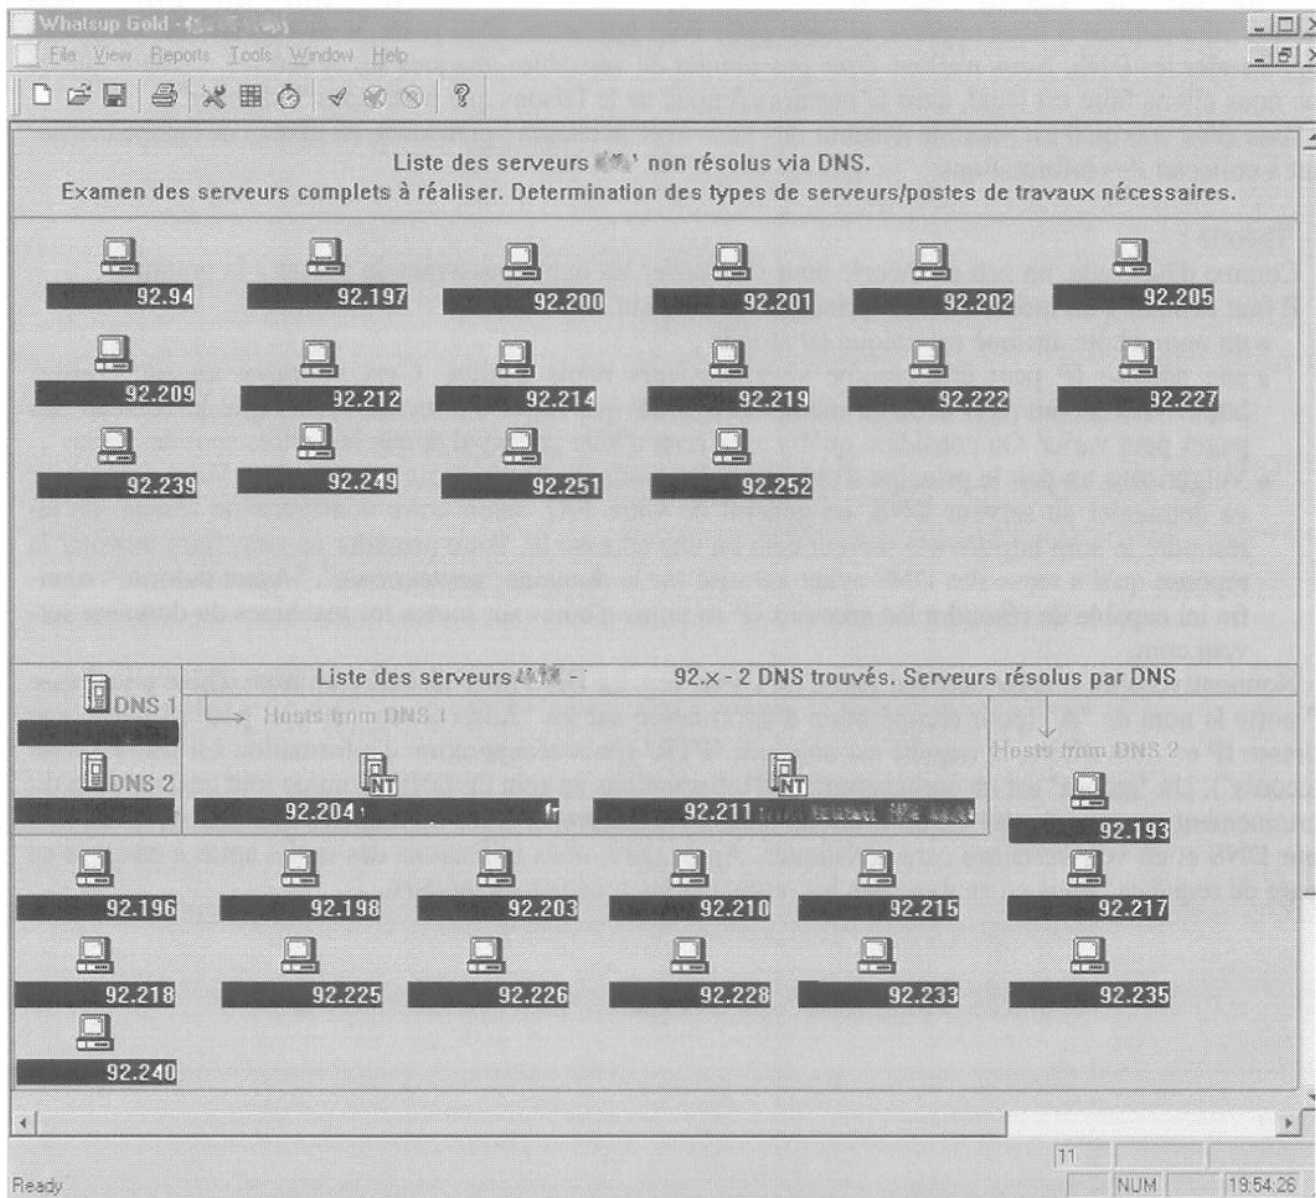 Whatsup Gold -
File View Reports Tools Window Help
Liste des serveurs non résolus via DNS.
Examen des serveurs complets à réaliser. Determination des types de serveurs/postes de travaux nécessaires.
92.94 92.197 92.200 92.201 92.202 92.205
92.209 92.212 92.214 92.219 92.222 92.227
92.239 92.249 92.251 92.252
Liste des serveurs - 92.x - 2 DNS trouvés. Serveurs résolus par DNS
DNS 1
Hosts from DNS 1
Hosts from DNS 2
DNS 2
NT NT
92.204 fr 92.211
92.193
92.196 92.198 92.203 92.210 92.215 92.217
92.218 92.225 92.226 92.228 92.233 92.235
92.240
11
Ready NUM 19:54:26